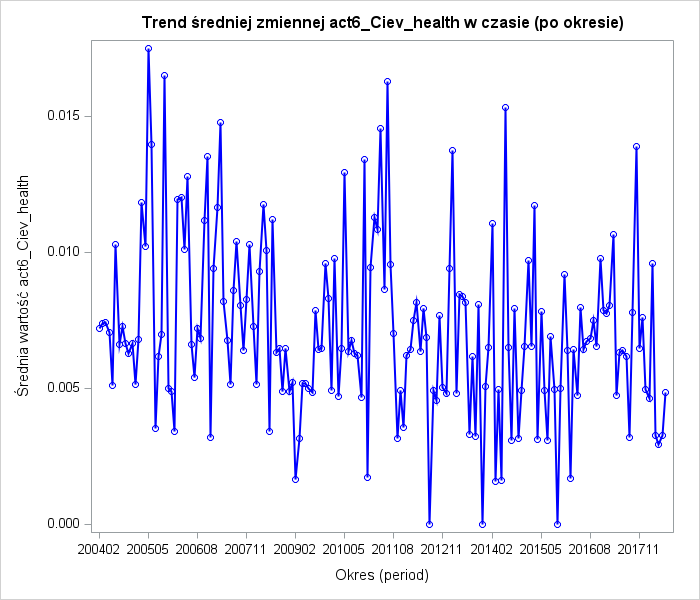 Trend średniej zmiennej act6_Ciev_health w czasie (po okresie)
Średnia wartość act6_Ciev_health
0.015
0.010
0.005
0.000
200402 200505 200608 200711 200902 201005 201108 201211 201402 201505 201608 201711
Okres (period)